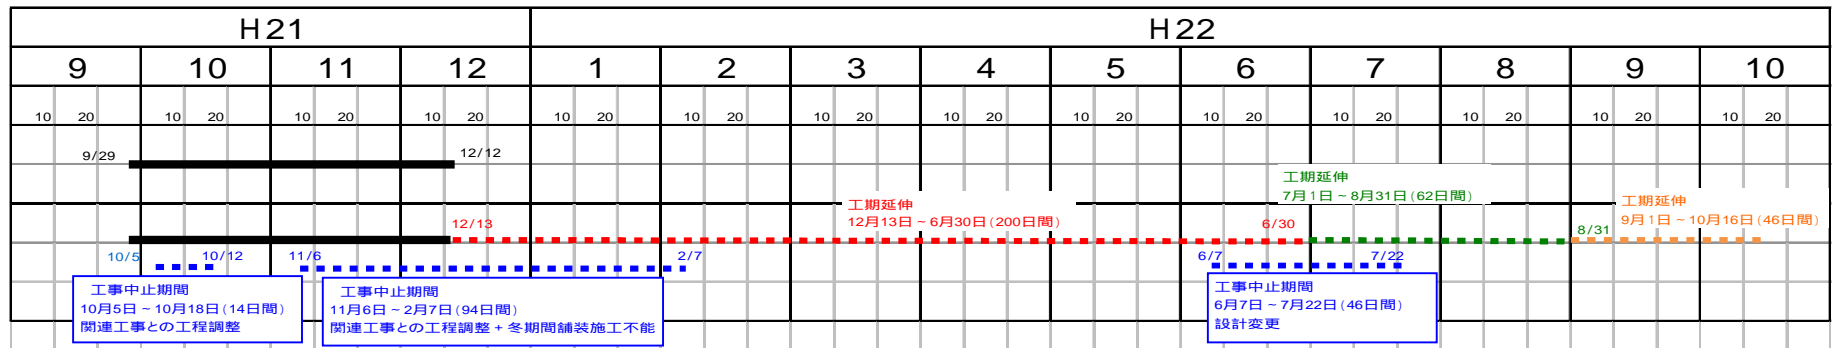 H21 H22
9 10 11 12 1 2 3 4 5 6 7 8 9 10
10 20 10 20 10 20 10 20 10 20 10 20 10 20 10 20 10 20 10 20 10 20 10 20 10 20 10 20
9/29 12/12
工期延伸
7月1日~8月31日(62日間)
工期延伸
12月13日~6月30日(200日間)
工期延伸
9月1日~10月16日(46日間)
12/13 6/30 8/31
10/5 10/12 11/6 2/7 6/7 7/22
工事中止期間
10月5日~10月18日(14日間)
関連工事との工程調整
工事中止期間
11月6日~2月7日(94日間)
関連工事との工程調整+冬期間舗装施工不能
工事中止期間
6月7日~7月22日(46日間)
設計変更